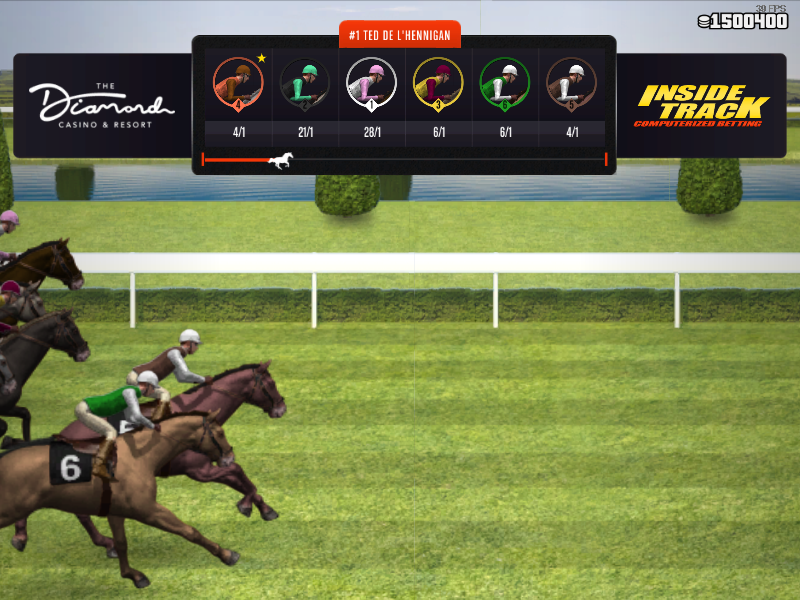 39 FPS
1500400
#1 TED DE L'HENNIGAN
THE
Diamond
CASINO & RESORT
INSIDE
TRACK
COMPUTERIZED BETTING
4 2 1 3 6 5
4/1 21/1 28/1 6/1 6/1 4/1
6